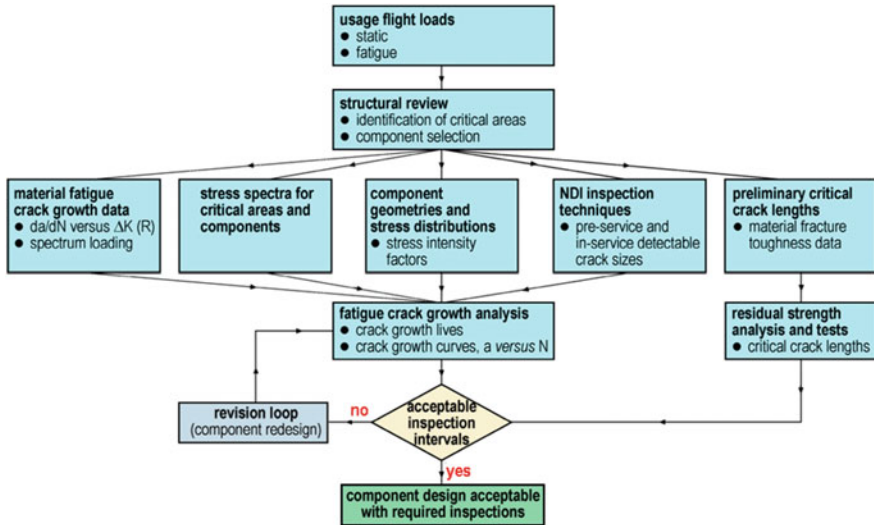 usage flight loads
● static
● fatigue
structural review
● identification of critical areas
● component selection
material fatigue
crack growth data
● da/dN versus ΔK (R)
● spectrum loading
stress spectra for
critical areas and
components
component
geometries and
stress distributions
● stress intensity
factors
NDI inspection
techniques
● pre-service and
in-service detectable
crack sizes
preliminary critical
crack lengths
● material fracture
toughness data
fatigue crack growth analysis
● crack growth lives
● crack growth curves, a versus N
residual strength
analysis and tests
● critical crack lengths
revision loop
(component redesign)
no
acceptable
inspection
intervals
yes
component design acceptable
with required inspections